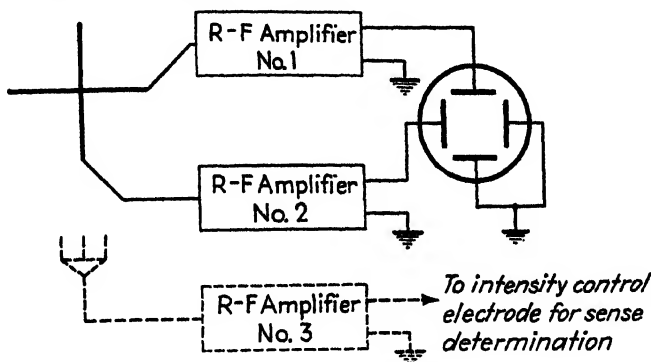 R-F Amplifier
No.1
R-F Amplifier
No. 2
R-F Amplifier
No. 3
To intensity control
electrode for sense
determination